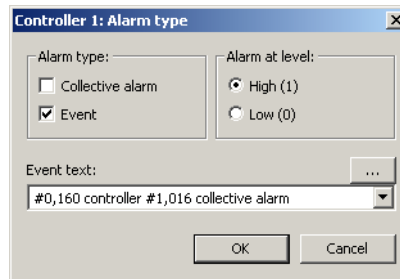 Controller 1: Alarm type
Alarm type:
Collective alarm
Event
Alarm at level:
High (1)
Low (0)
Event text:
...
#0,160 controller #1,016 collective alarm
OK
Cancel